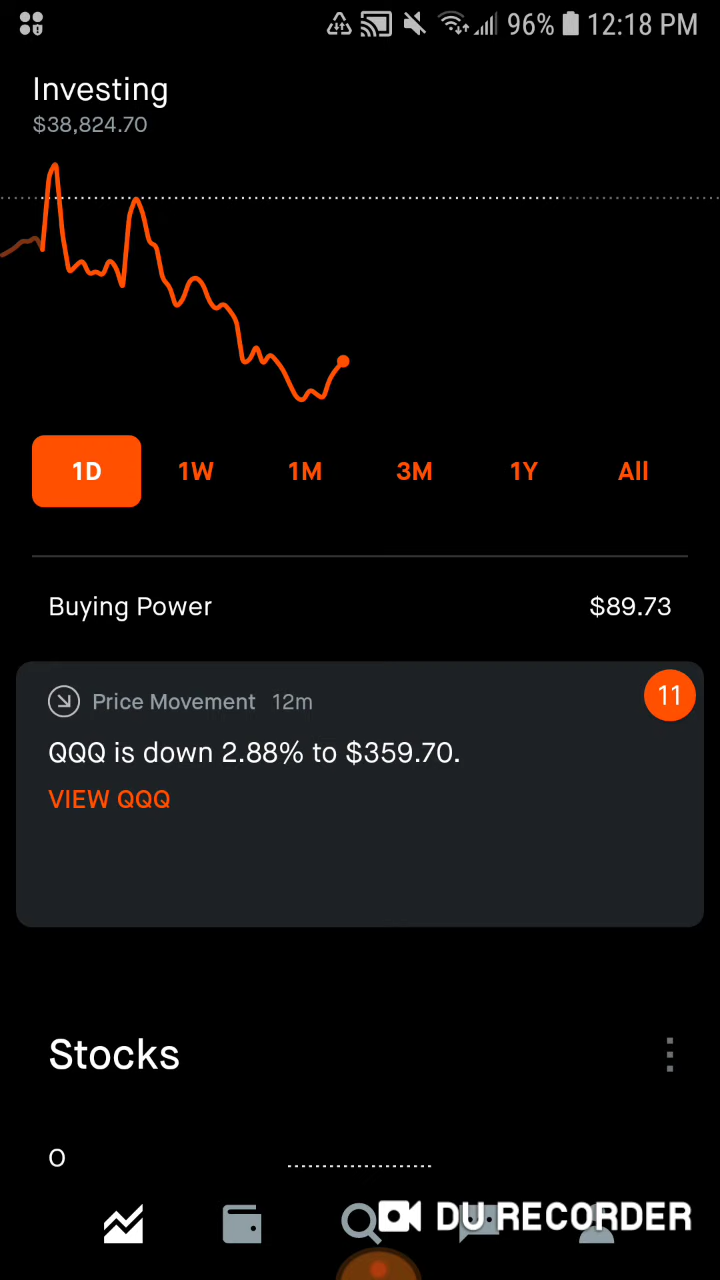 96% 12:18 PM
Investing
$38,824.70
1D 1W 1M 3M 1Y All
Buying Power $89.73
Price Movement 12m 11
QQQ is down 2.88% to $359.70.
VIEW QQQ
Stocks
O
DU RECORDER